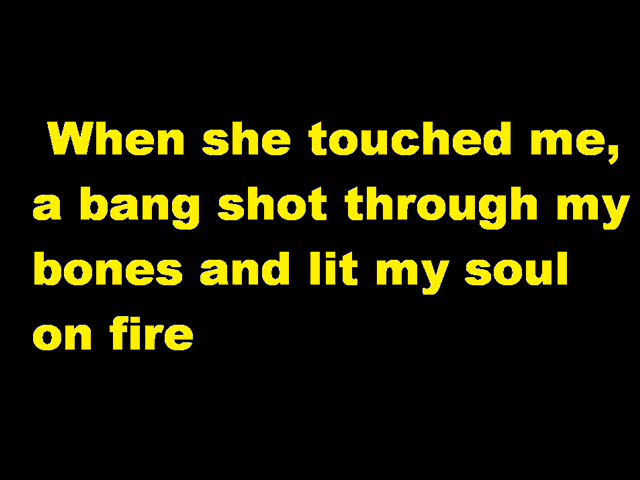 When she touched me,
a bang shot through my
bones and lit my soul
on fire